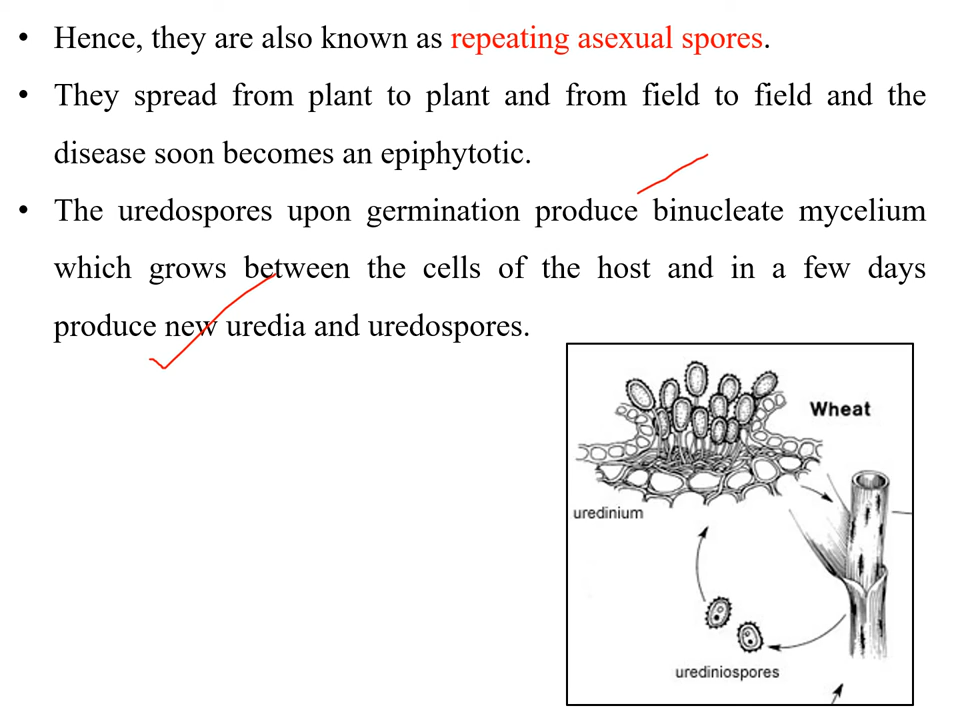 • Hence, they are also known as repeating asexual spores.
• They spread from plant to plant and from field to field and the
disease soon becomes an epiphytotic.
• The uredospores upon germination produce binucleate mycelium
which grows between the cells of the host and in a few days
produce new uredia and uredospores.
Wheat
uredinium
urediniospores